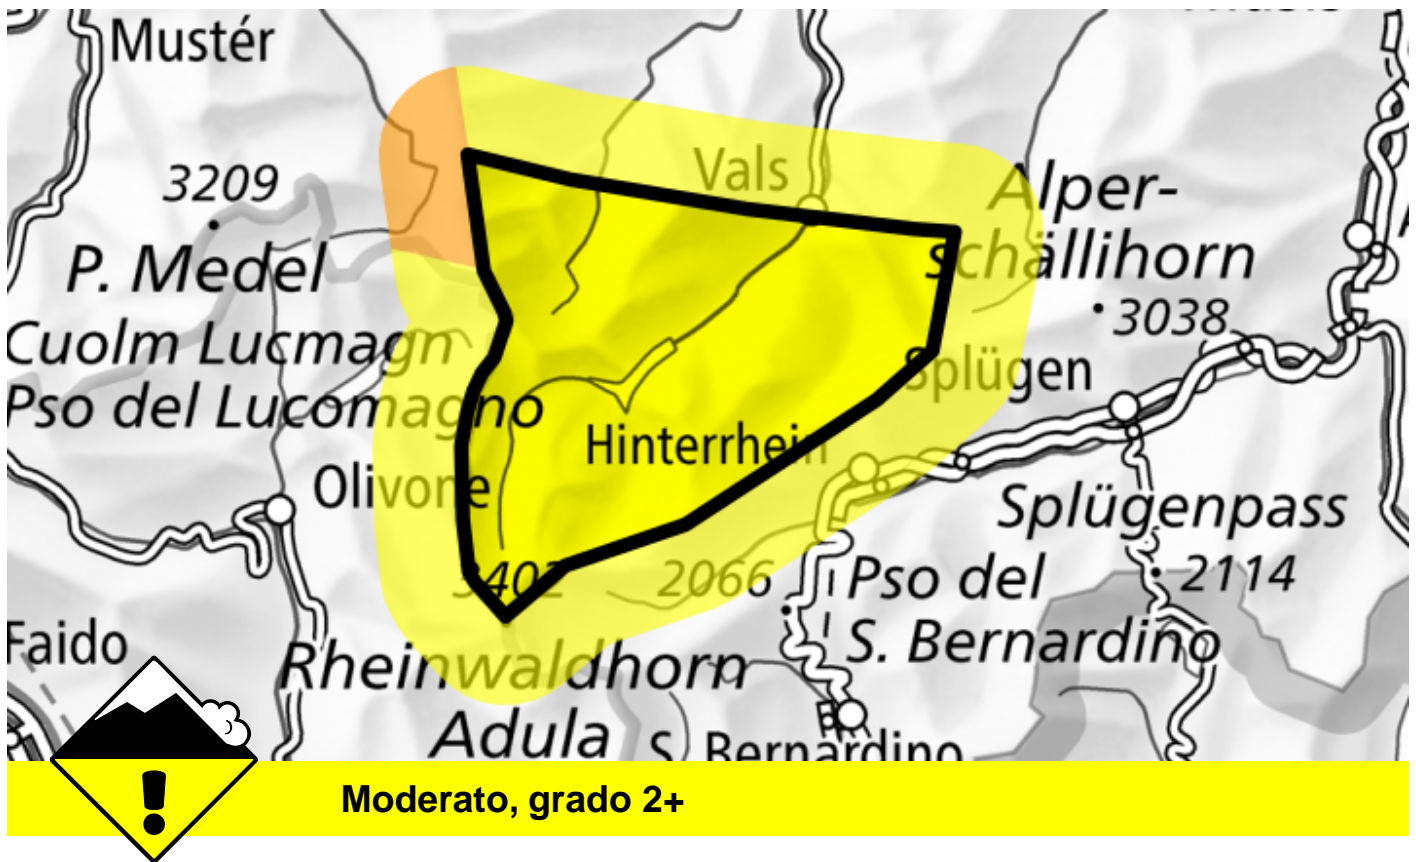 Mustér
3209
Vals
Alper-
P. Medel
schällihorn
3038
Cuolm Lucmagn
Splügen
Pso del Lucomagno
Hinterrhein
Olivone
Splügenpass
3402
2066
Pso del
2114
Faido
S. Bernardino
Rheinwaldhorn
Adula
S. Bernardino
Moderato, grado 2+